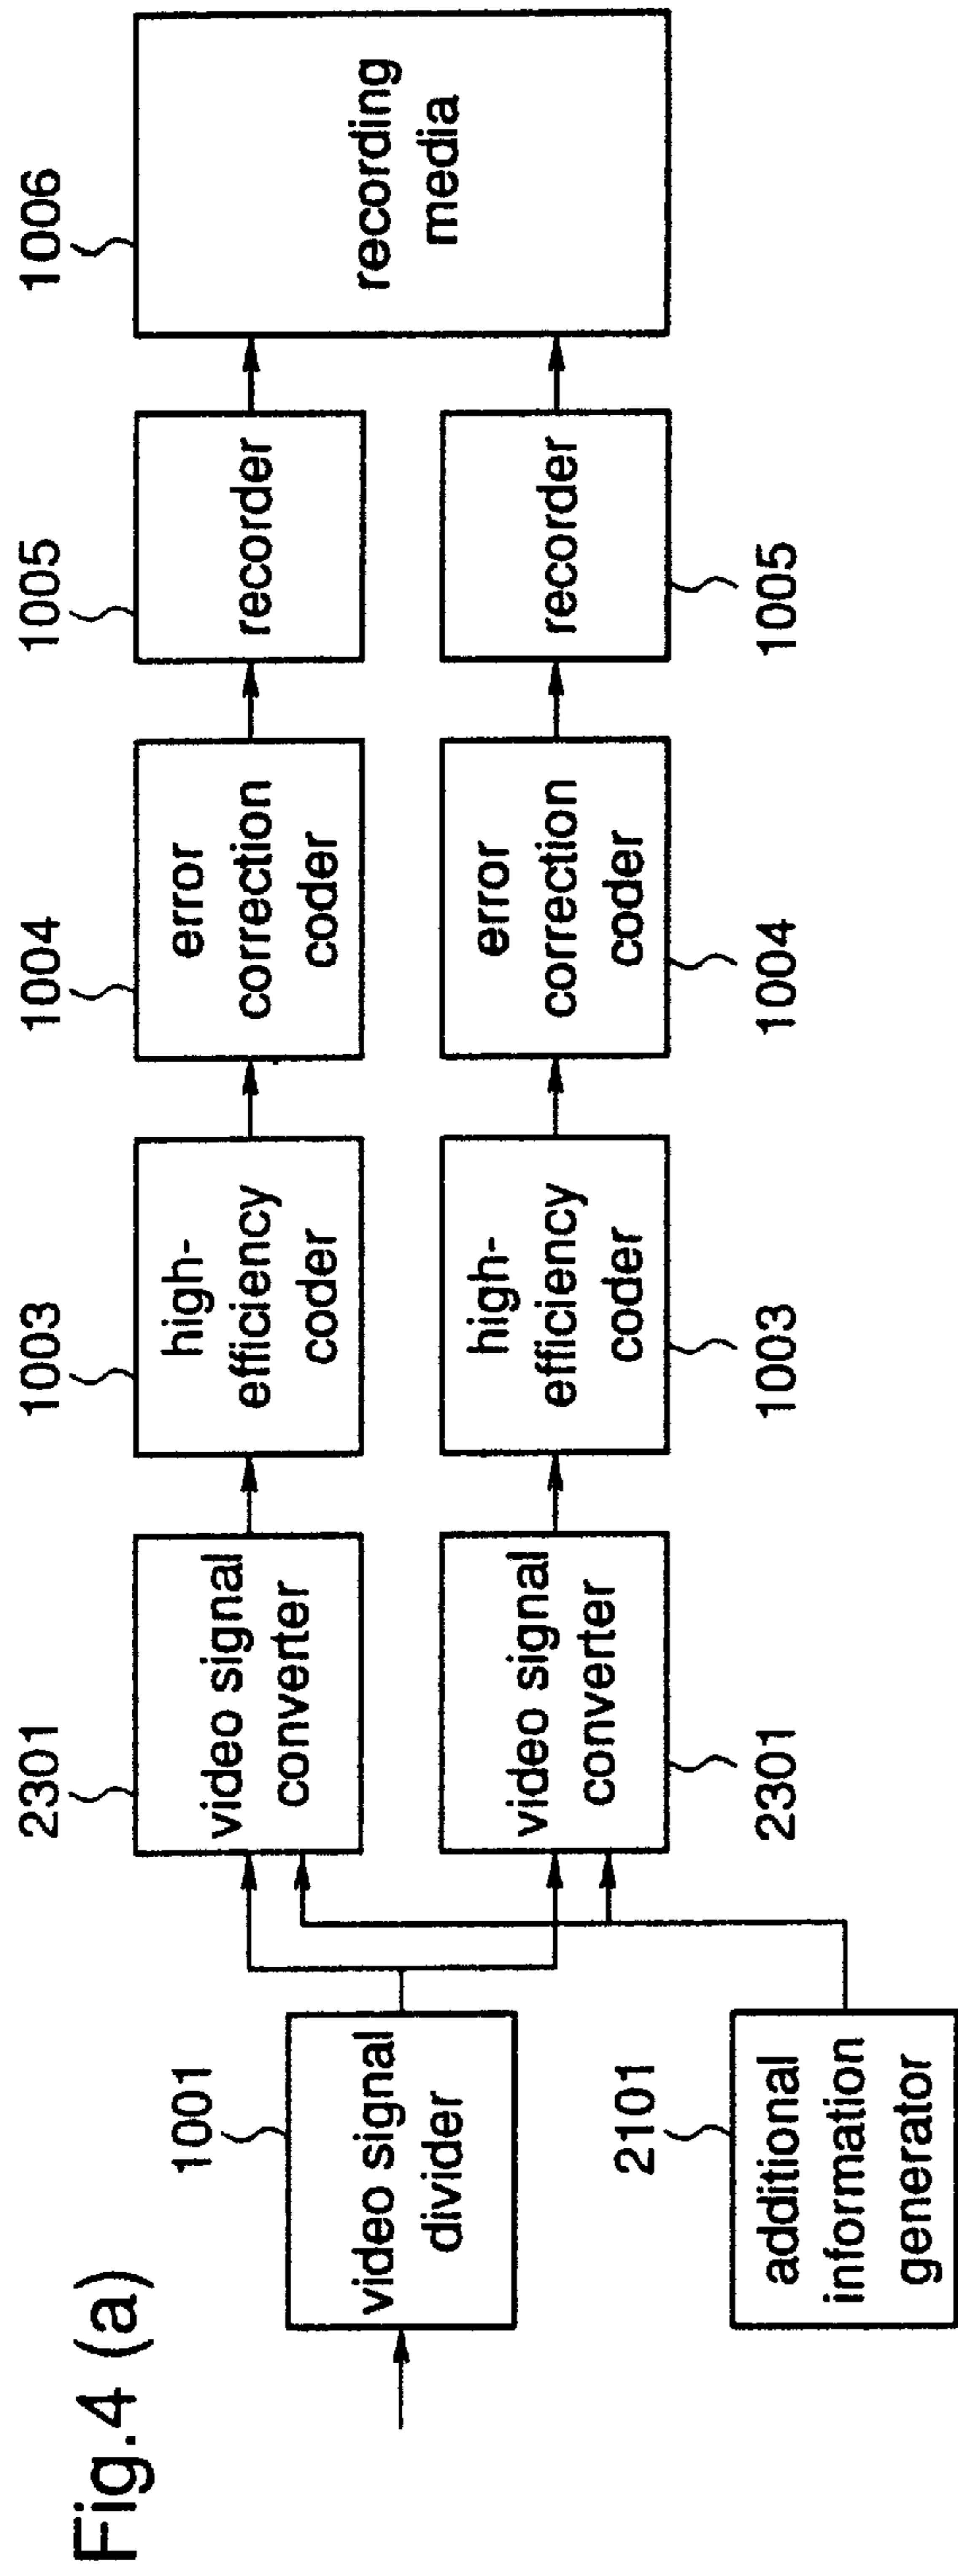 Fig.4 (a)
1001
video signal
divider
2101
additional
information
generator
2301
video signal
converter
1003
high-
efficiency
coder
1004
error
correction
coder
1005
recorder
1006
recording
media
video signal
converter
2301
high-
efficiency
coder
1003
error
correction
coder
1004
recorder
1005